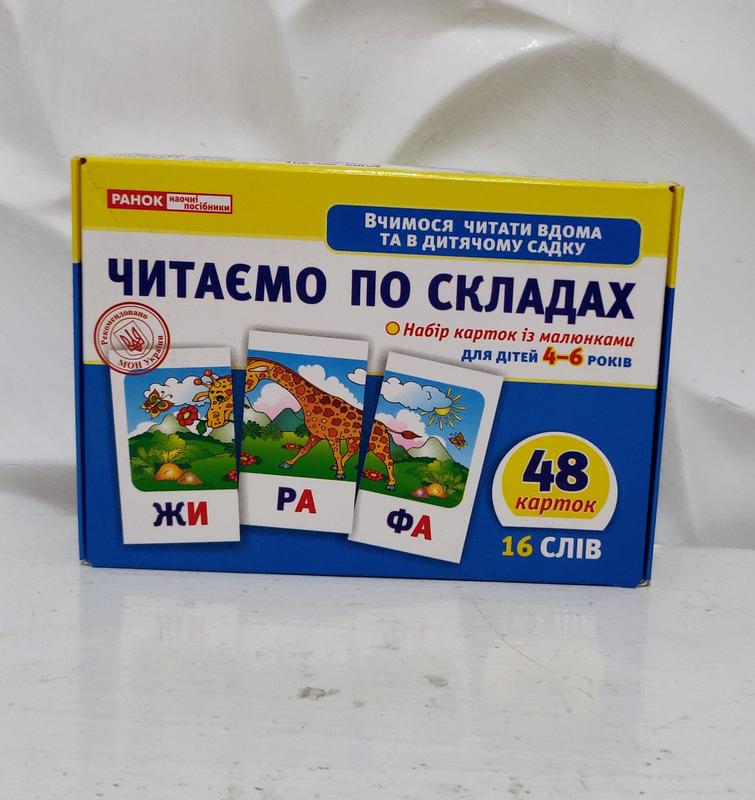 РАНОК
наочні
посібники
Вчимося читати вдома
та в дитячому садку
ЧИТАЄМО ПО СКЛАДАХ
Набір карток із малюнками
для дітей 4–6 років
Рекомендовано
МОН України
ЖИ
РА
ФА
48
карток
16 слів